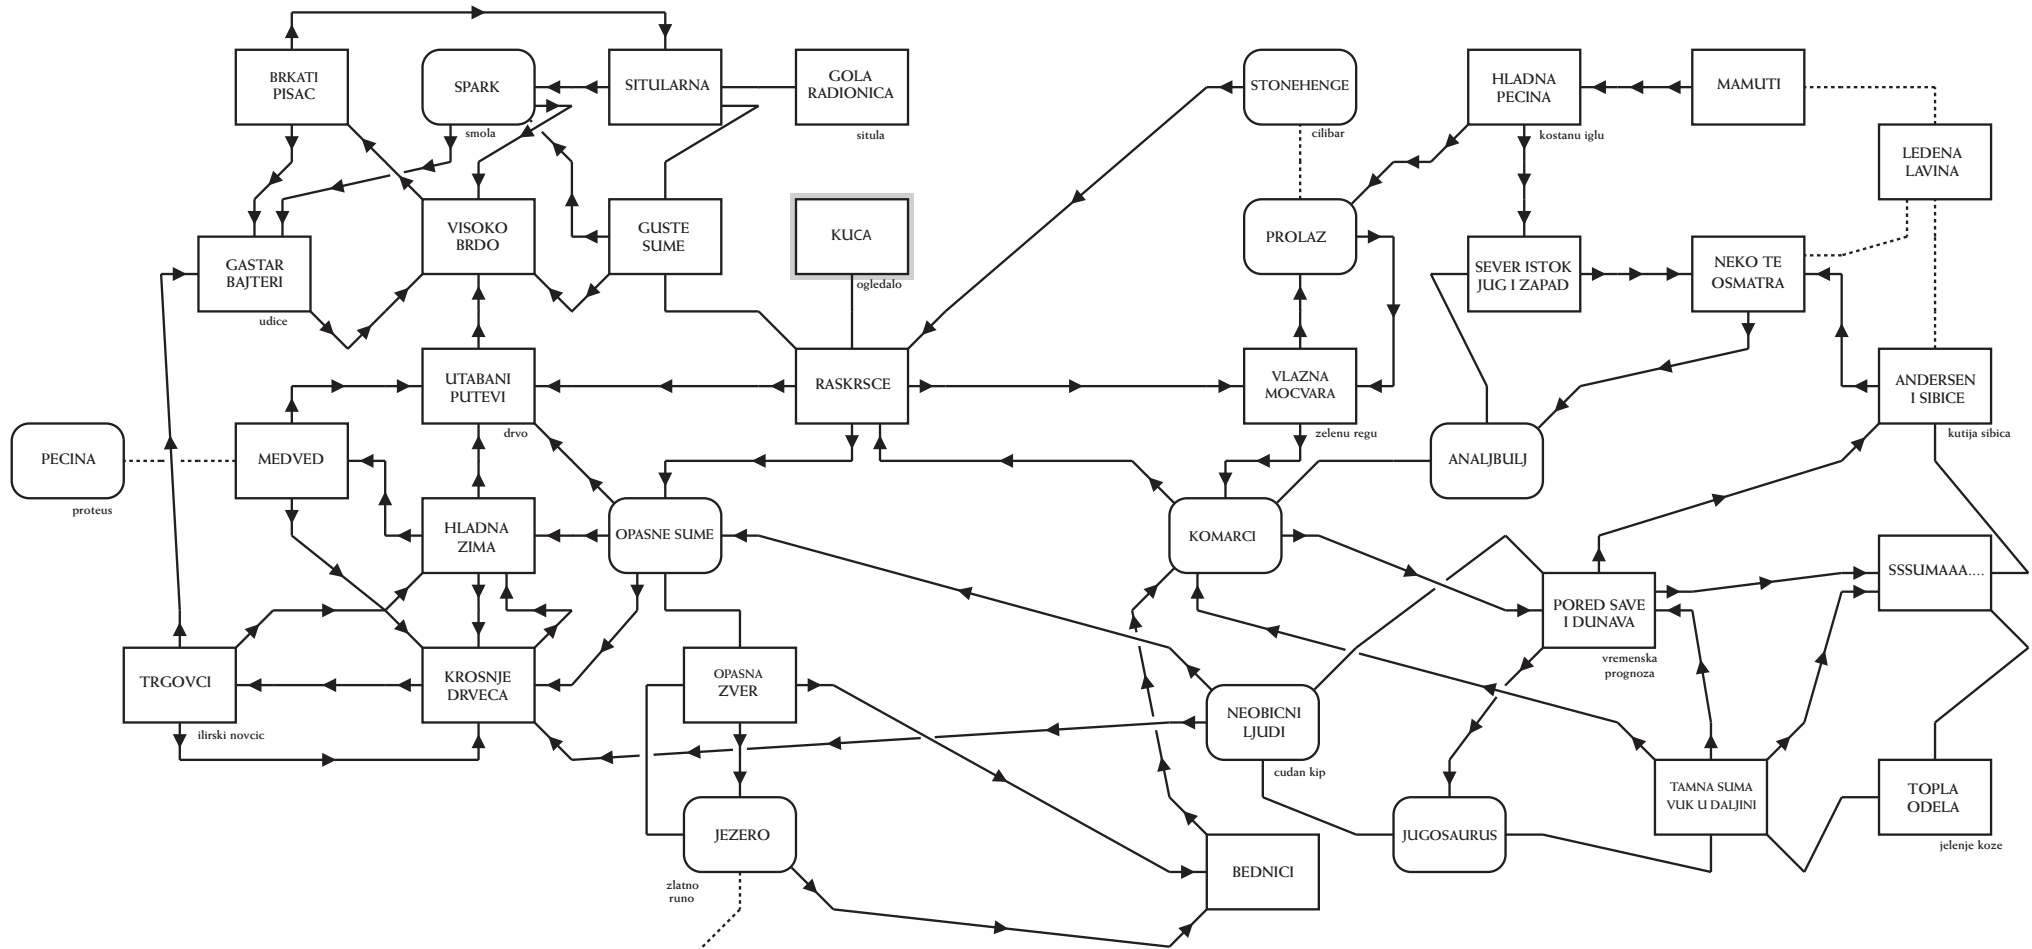 BRKATI
PISAC
SPARK
smola
SITULARNA
GOLA
RADIONICA
situla
STONEHENGE
cilibar
HLADNA
PECINA
kostanu iglu
MAMUTI
LEDENA
LAVINA
GASTAR
BAJTERI
udice
VISOKO
BRDO
GUSTE
SUME
KUCA
ogledalo
PROLAZ
SEVER ISTOK
JUG I ZAPAD
NEKO TE
OSMATRA
UTABANI
PUTEVI
drvo
RASKRSCE
VLAZNA
MOCVARA
zelenu regu
ANDERSEN
I SIBICE
kutija sibica
PECINA
proteus
MEDVED
ANALJBULJ
HLADNA
ZIMA
OPASNE SUME
KOMARCI
PORED SAVE
I DUNAVA
vremenska
prognoza
SSSUMAAA....
TRGOVCI
ilirski novcic
KROSNJE
DRVECA
OPASNA
ZVER
NEOBICNI
LJUDI
cudan kip
JEZERO
zlatno
runo
BEDNICI
JUGOSAURUS
TAMNA SUMA
VUK U DALJINI
TOPLA
ODELA
jelenje koze